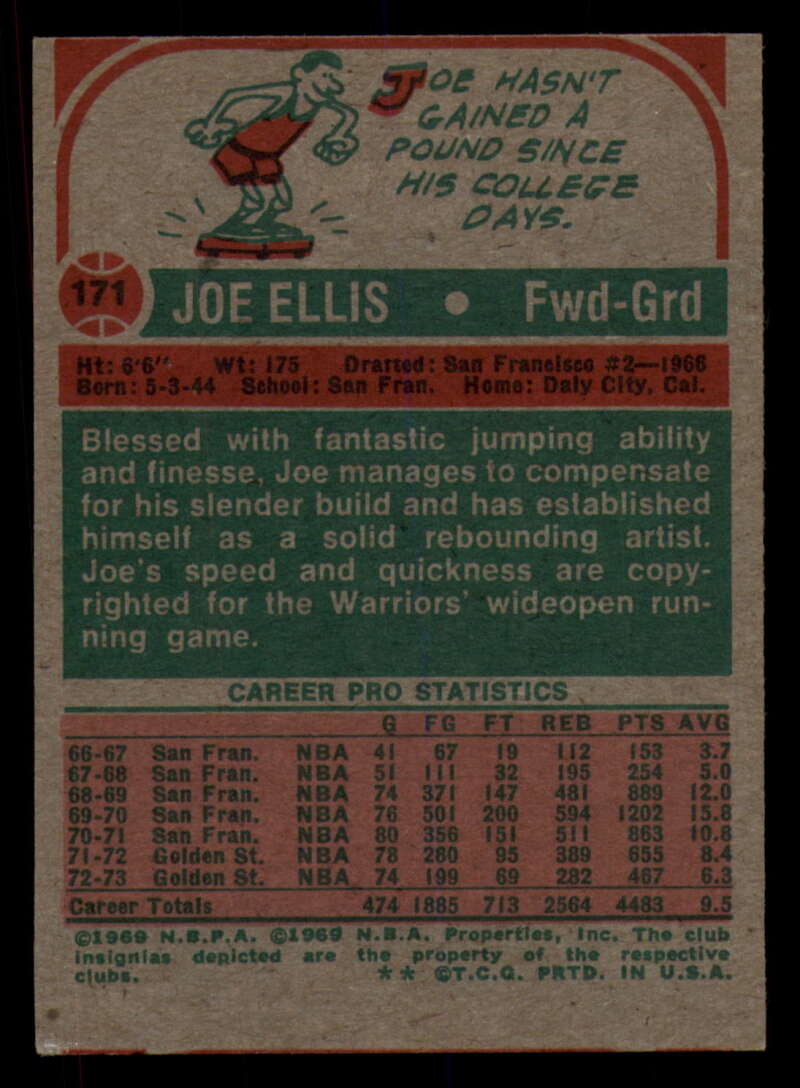 JOE HASN'T
GAINED A
POUND SINCE
HIS COLLEGE
DAYS.
171 JOE ELLIS • Fwd-Grd
Ht: 6'6" Wt: 175 Drafted: San Francisco #2—1966
Born: 5-3-44 School: San Fran. Home: Daly City, Cal.
Blessed with fantastic jumping ability
and finesse, Joe manages to compensate
for his slender build and has established
himself as a solid rebounding artist.
Joe's speed and quickness are copy-
righted for the Warriors' wideopen run-
ning game.
CAREER PRO STATISTICS
G FG FT REB PTS AVG
66-67 San Fran. NBA 41 67 19 112 153 3.7
67-68 San Fran. NBA 51 111 32 195 254 5.0
68-69 San Fran. NBA 74 371 147 481 889 12.0
69-70 San Fran. NBA 76 501 200 594 1202 15.8
70-71 San Fran. NBA 80 356 151 511 863 10.8
71-72 Golden St. NBA 78 280 95 389 655 8.4
72-73 Golden St. NBA 74 199 69 282 467 6.3
Career Totals 474 1885 713 2564 4483 9.5
©1969 N.B.P.A. ©1969 N.B.A. Properties, Inc. The club
insignias depicted are the property of the respective
clubs. ** ©T.C.G. PRTD. IN U.S.A.